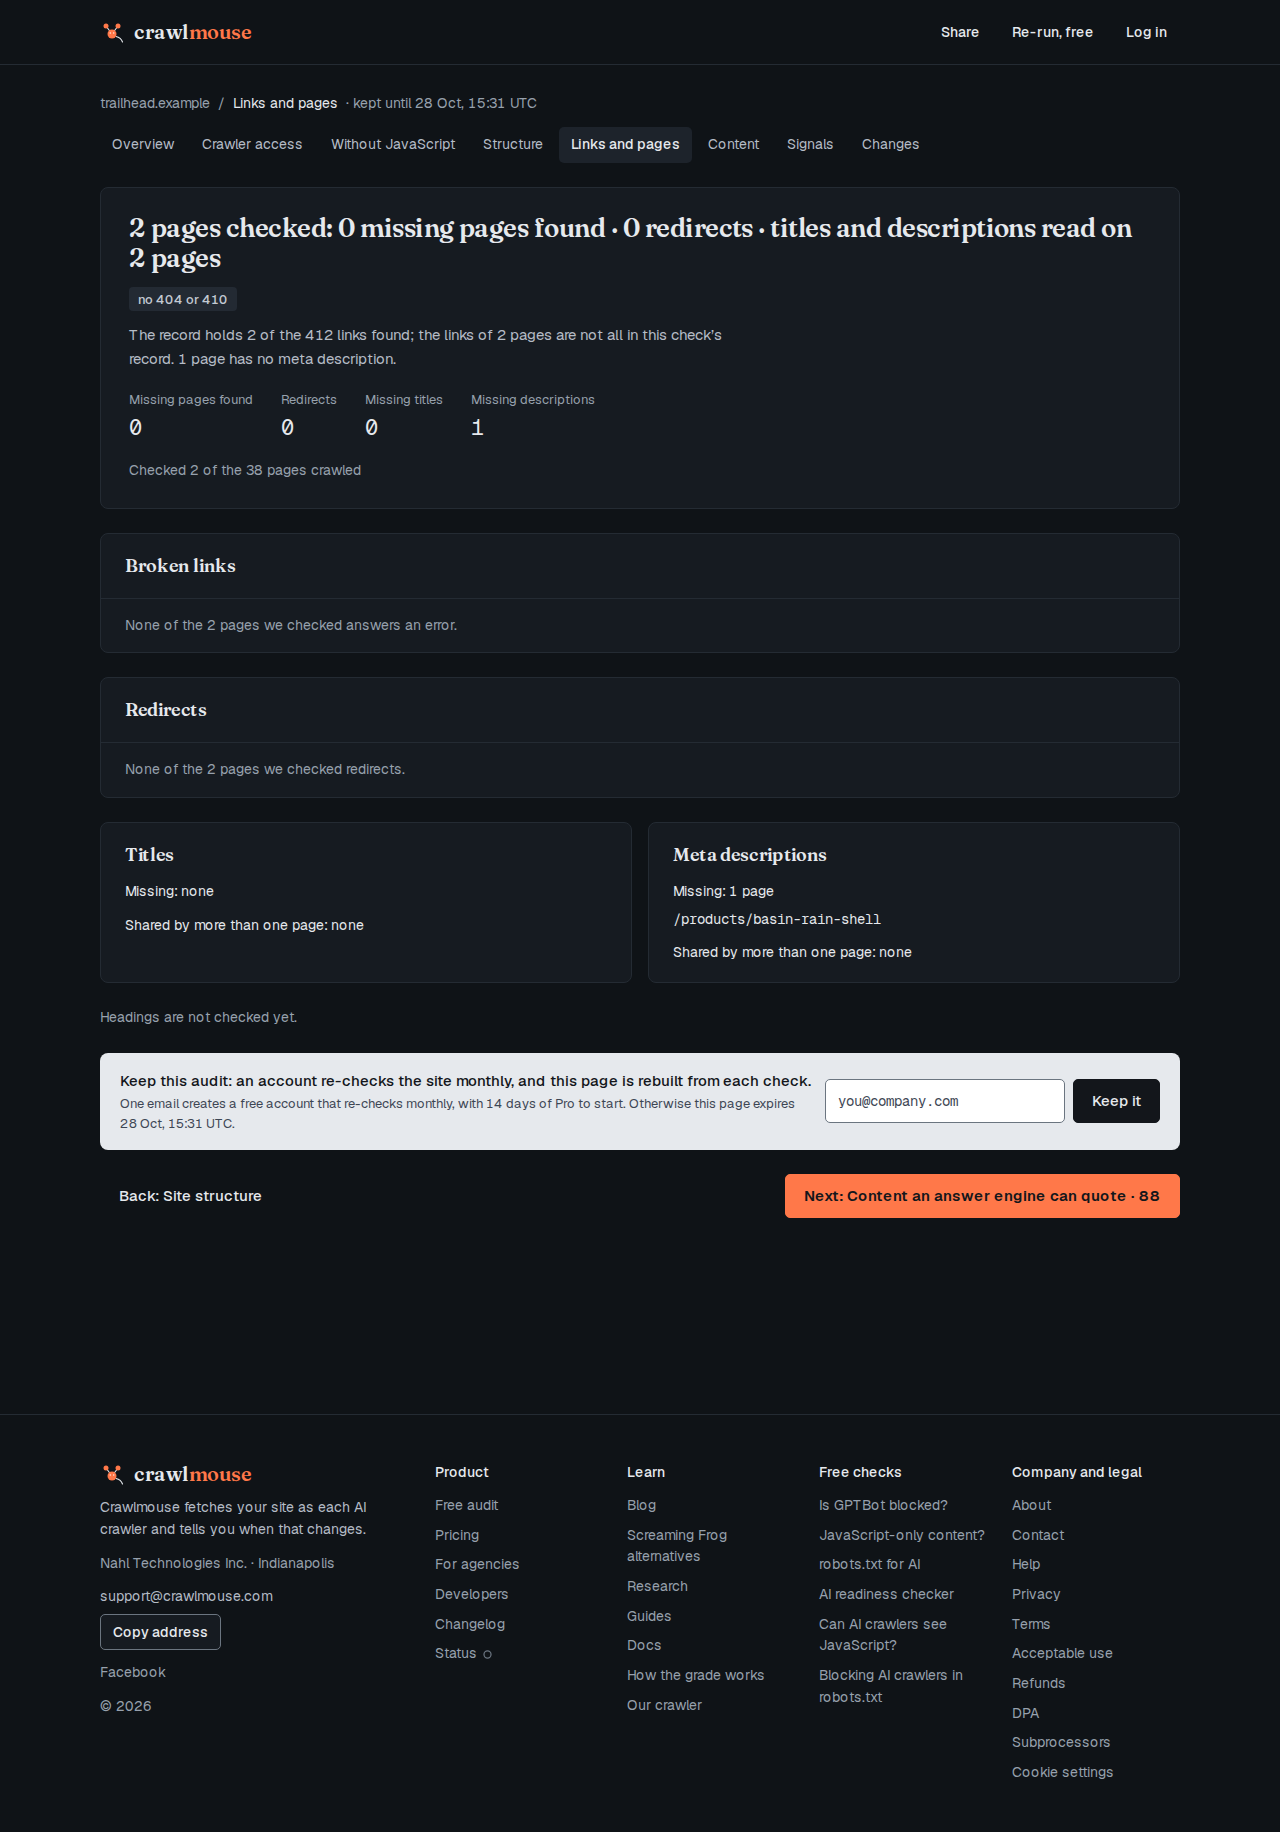 crawlmouse
Share
Re-run, free
Log in
trailhead.example / Links and pages · kept until 28 Oct, 15:31 UTC
Overview
Crawler access
Without JavaScript
Structure
Links and pages
Content
Signals
Changes
2 pages checked: 0 missing pages found · 0 redirects · titles and descriptions read on
2 pages
no 404 or 410
The record holds 2 of the 412 links found; the links of 2 pages are not all in this check's
record. 1 page has no meta description.
Missing pages found
0
Redirects
0
Missing titles
0
Missing descriptions
1
Checked 2 of the 38 pages crawled
Broken links
None of the 2 pages we checked answers an error.
Redirects
None of the 2 pages we checked redirects.
Titles
Missing: none
Shared by more than one page: none
Meta descriptions
Missing: 1 page
/products/basin-rain-shell
Shared by more than one page: none
Headings are not checked yet.
Keep this audit: an account re-checks the site monthly, and this page is rebuilt from each check.
One email creates a free account that re-checks monthly, with 14 days of Pro to start. Otherwise this page expires
28 Oct, 15:31 UTC.
you@company.com
Keep it
Back: Site structure
Next: Content an answer engine can quote · 88
crawlmouse
Crawlmouse fetches your site as each AI
crawler and tells you when that changes.
Nahl Technologies Inc. · Indianapolis
support@crawlmouse.com
Copy address
Facebook
© 2026
Product
Free audit
Pricing
For agencies
Developers
Changelog
Status
Learn
Blog
Screaming Frog
alternatives
Research
Guides
Docs
How the grade works
Our crawler
Free checks
Is GPTBot blocked?
JavaScript-only content?
robots.txt for AI
AI readiness checker
Can AI crawlers see
JavaScript?
Blocking AI crawlers in
robots.txt
Company and legal
About
Contact
Help
Privacy
Terms
Acceptable use
Refunds
DPA
Subprocessors
Cookie settings